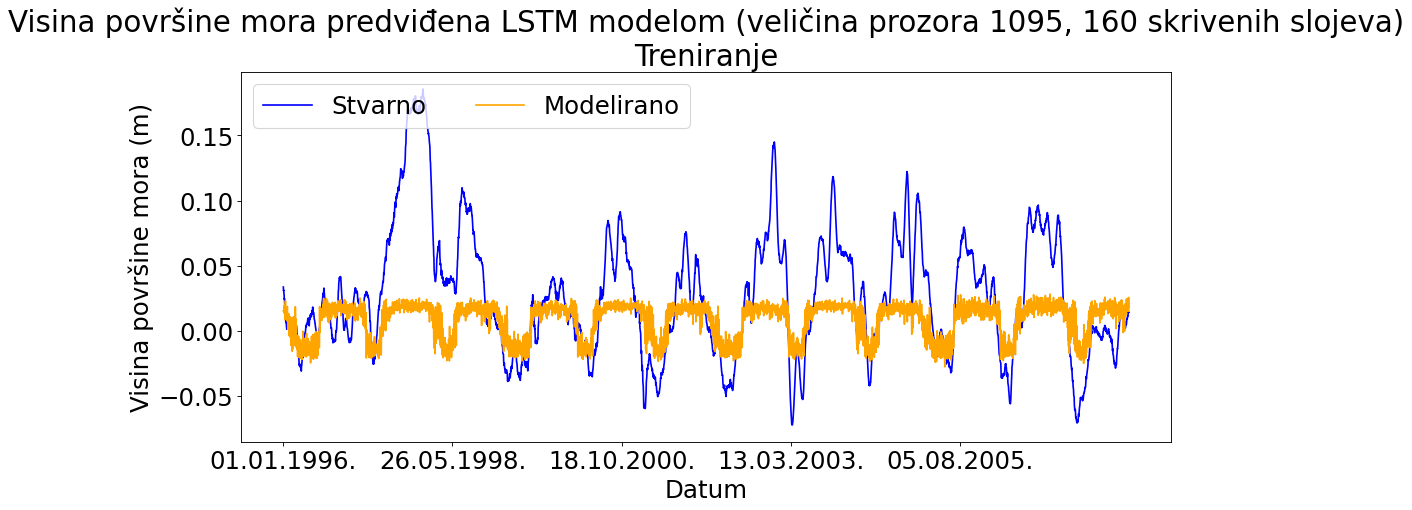 Visina površine mora predviđena LSTM modelom (veličina prozora 1095, 160 skrivenih slojeva)
Treniranje
Stvarno Modelirano
Visina površine mora (m)
0.15
0.10
0.05
0.00
−0.05
01.01.1996. 26.05.1998. 18.10.2000. 13.03.2003. 05.08.2005.
Datum